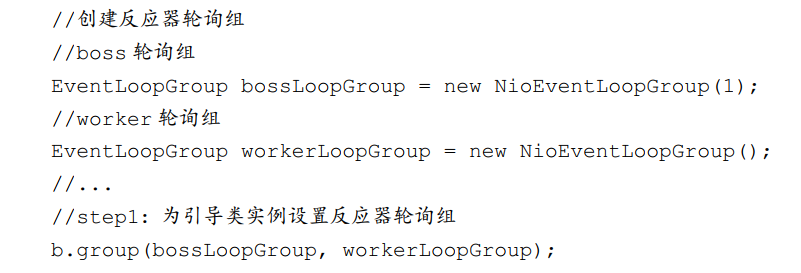 //创建反应器轮询组
//boss 轮询组
EventLoopGroup bossLoopGroup = new NioEventLoopGroup(1);
//worker 轮询组
EventLoopGroup workerLoopGroup = new NioEventLoopGroup();
//...
//step1：为引导类实例设置反应器轮询组
b.group(bossLoopGroup, workerLoopGroup);